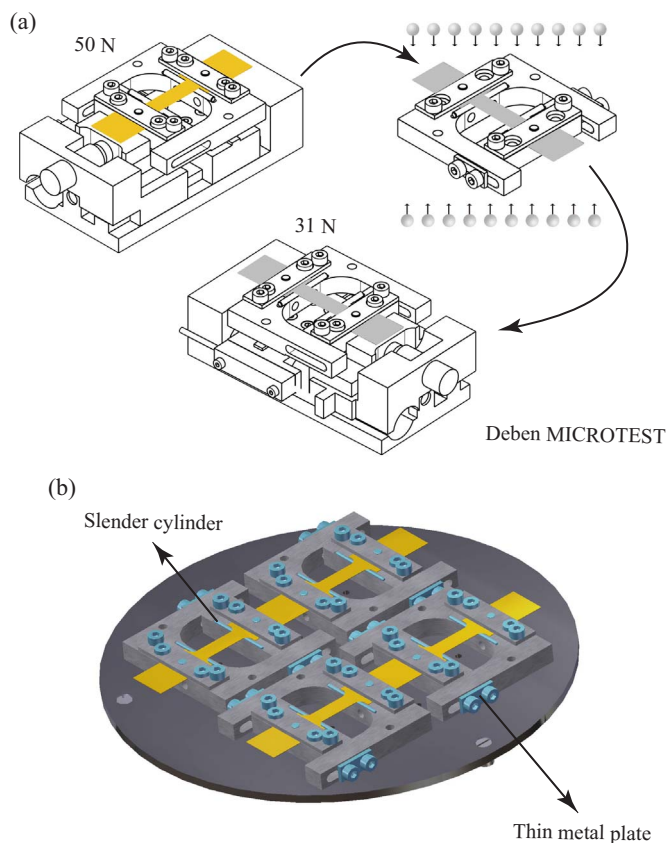 (a)
50 N
31 N
Deben MICROTEST
(b)
Slender cylinder
Thin metal plate